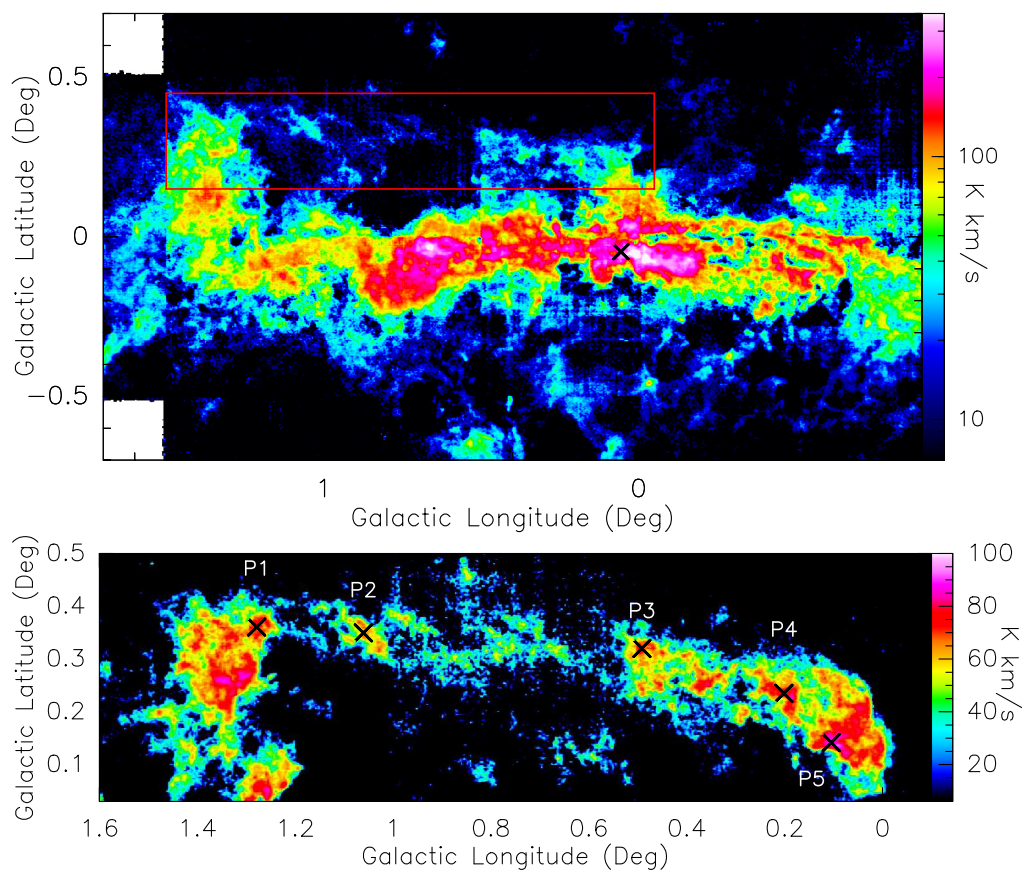 Galactic Latitude (Deg)
0.5
0
−0.5
1 0
Galactic Longitude (Deg)
100
10
K km/s
Galactic Latitude (Deg)
0.5
0.4
0.3
0.2
0.1
P1
P2
P3
P4
P5
1.6 1.4 1.2 1 0.8 0.6 0.4 0.2 0
Galactic Longitude (Deg)
100
80
60
40
20
K km/s